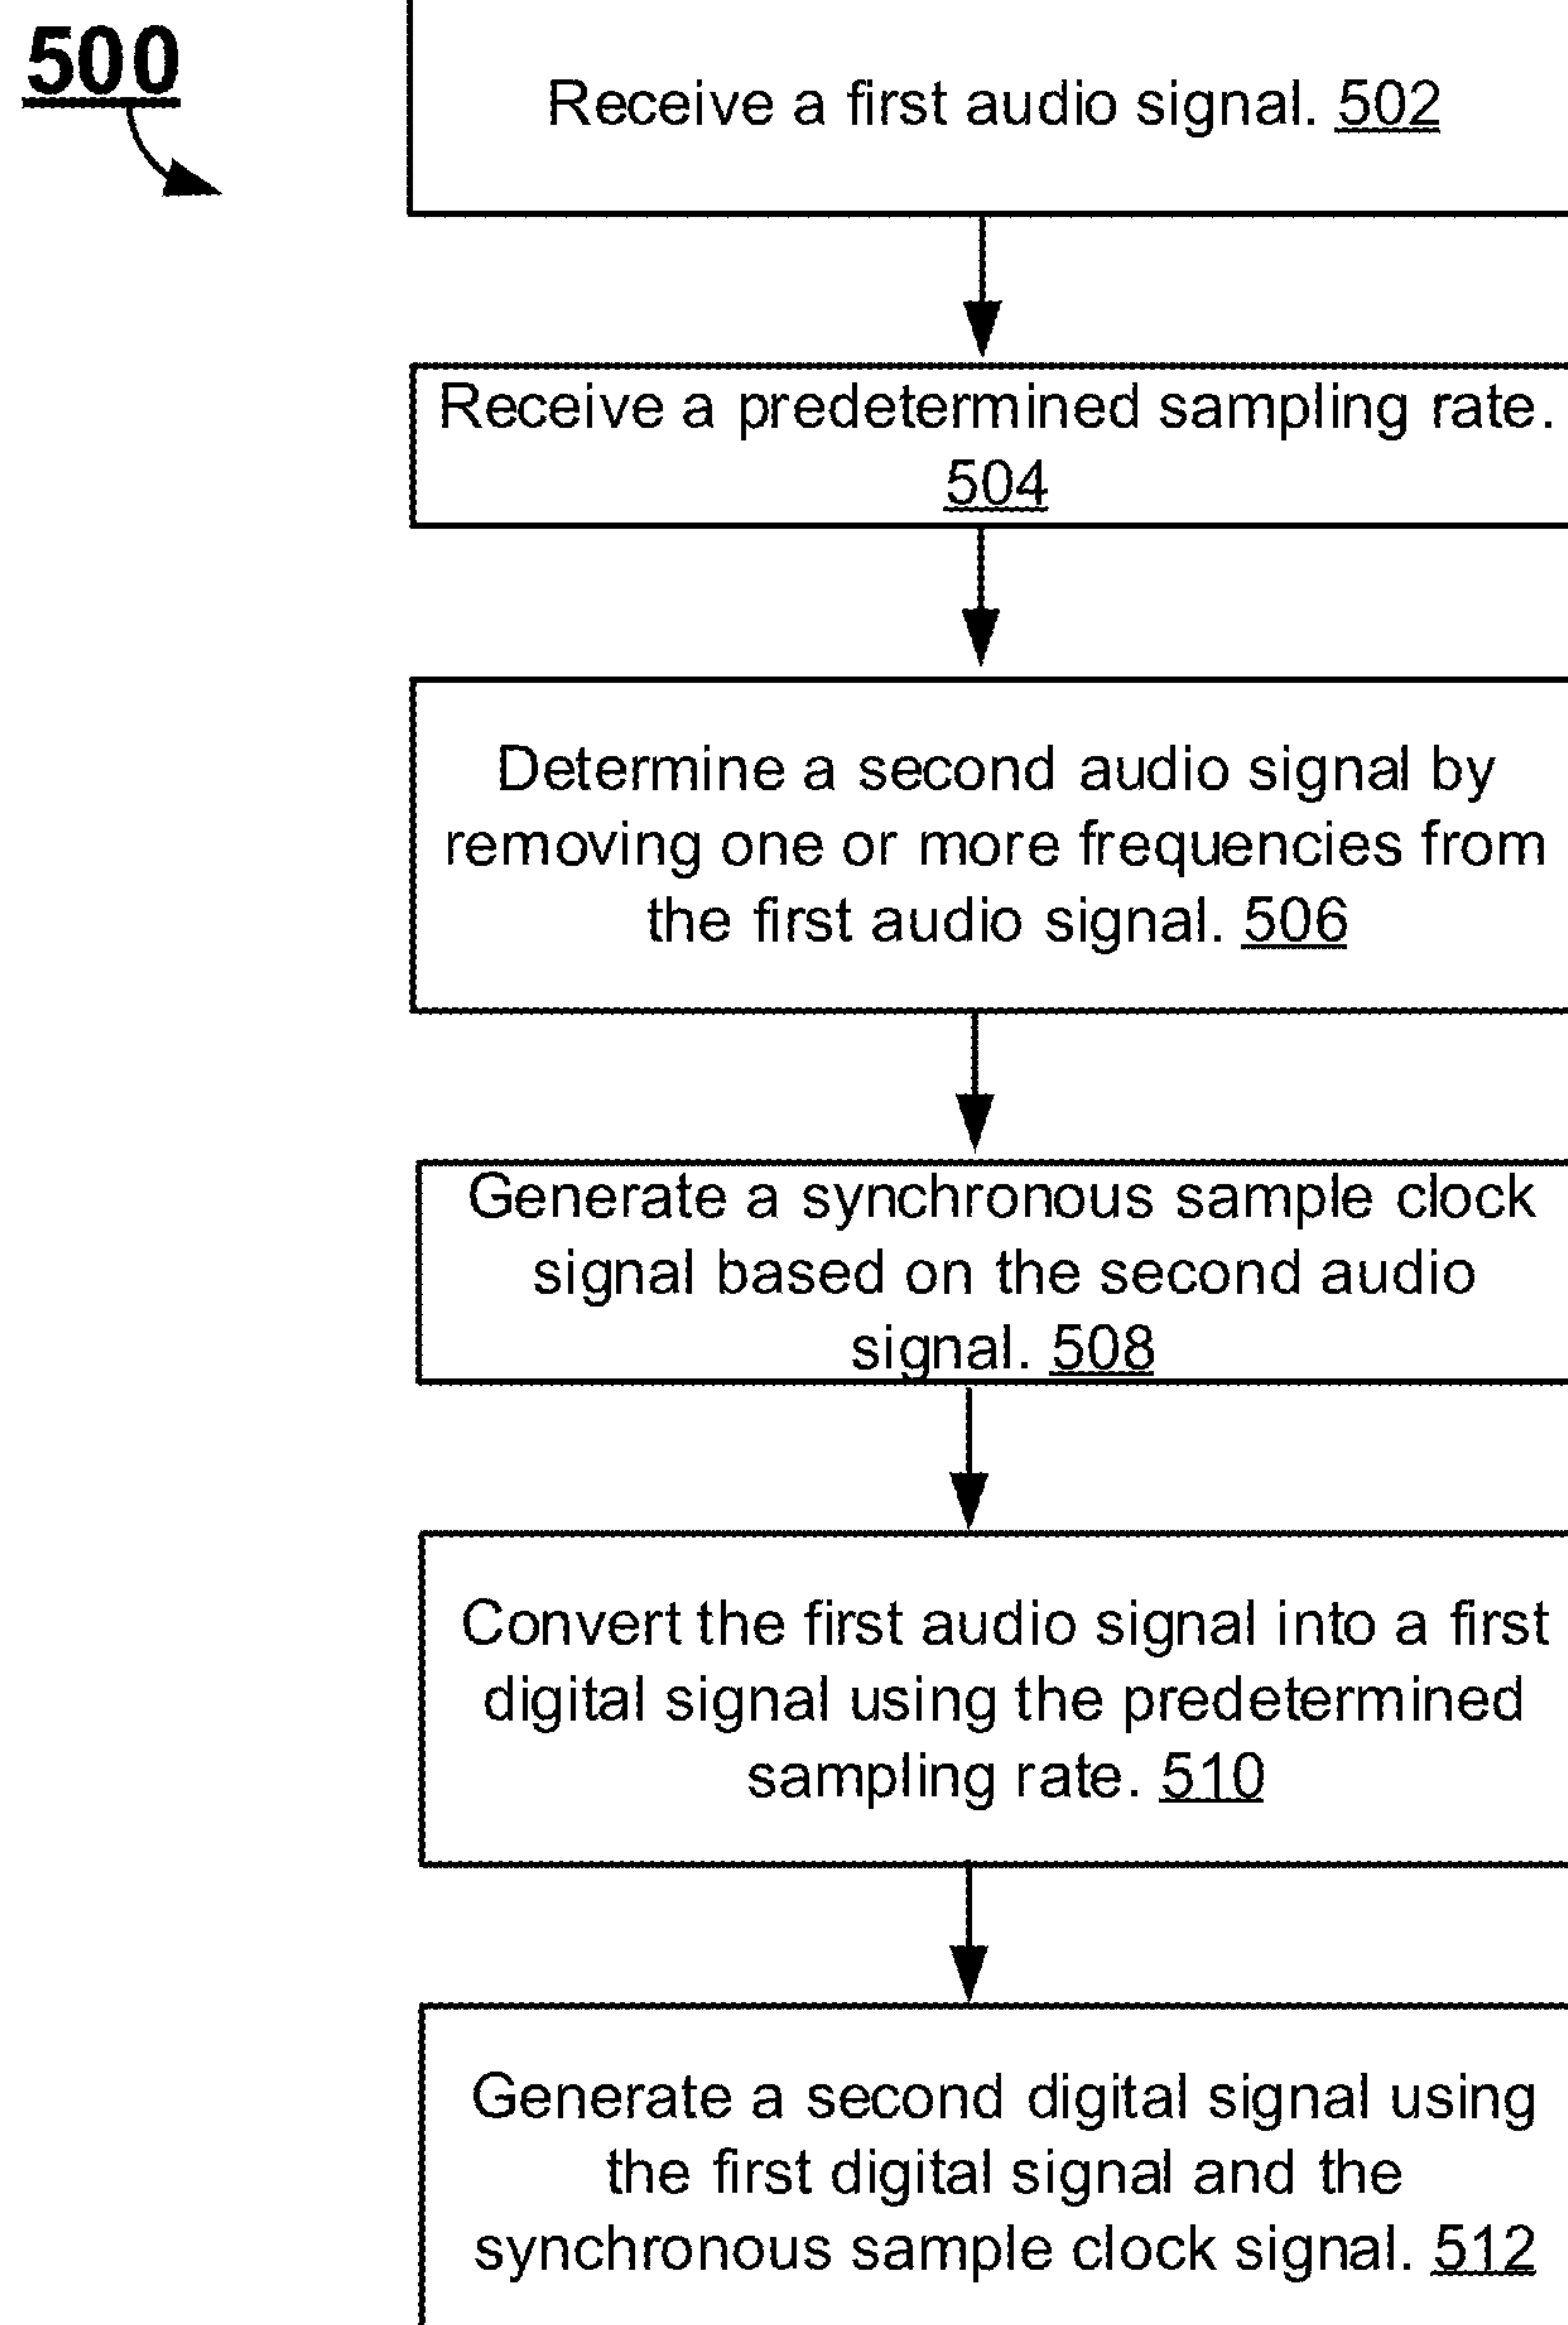 500
Receive a first audio signal. 502
Receive a predetermined sampling rate.
504
Determine a second audio signal by
removing one or more frequencies from
the first audio signal. 506
Generate a synchronous sample clock
signal based on the second audio
signal. 508
Convert the first audio signal into a first
digital signal using the predetermined
sampling rate. 510
Generate a second digital signal using
the first digital signal and the
synchronous sample clock signal. 512